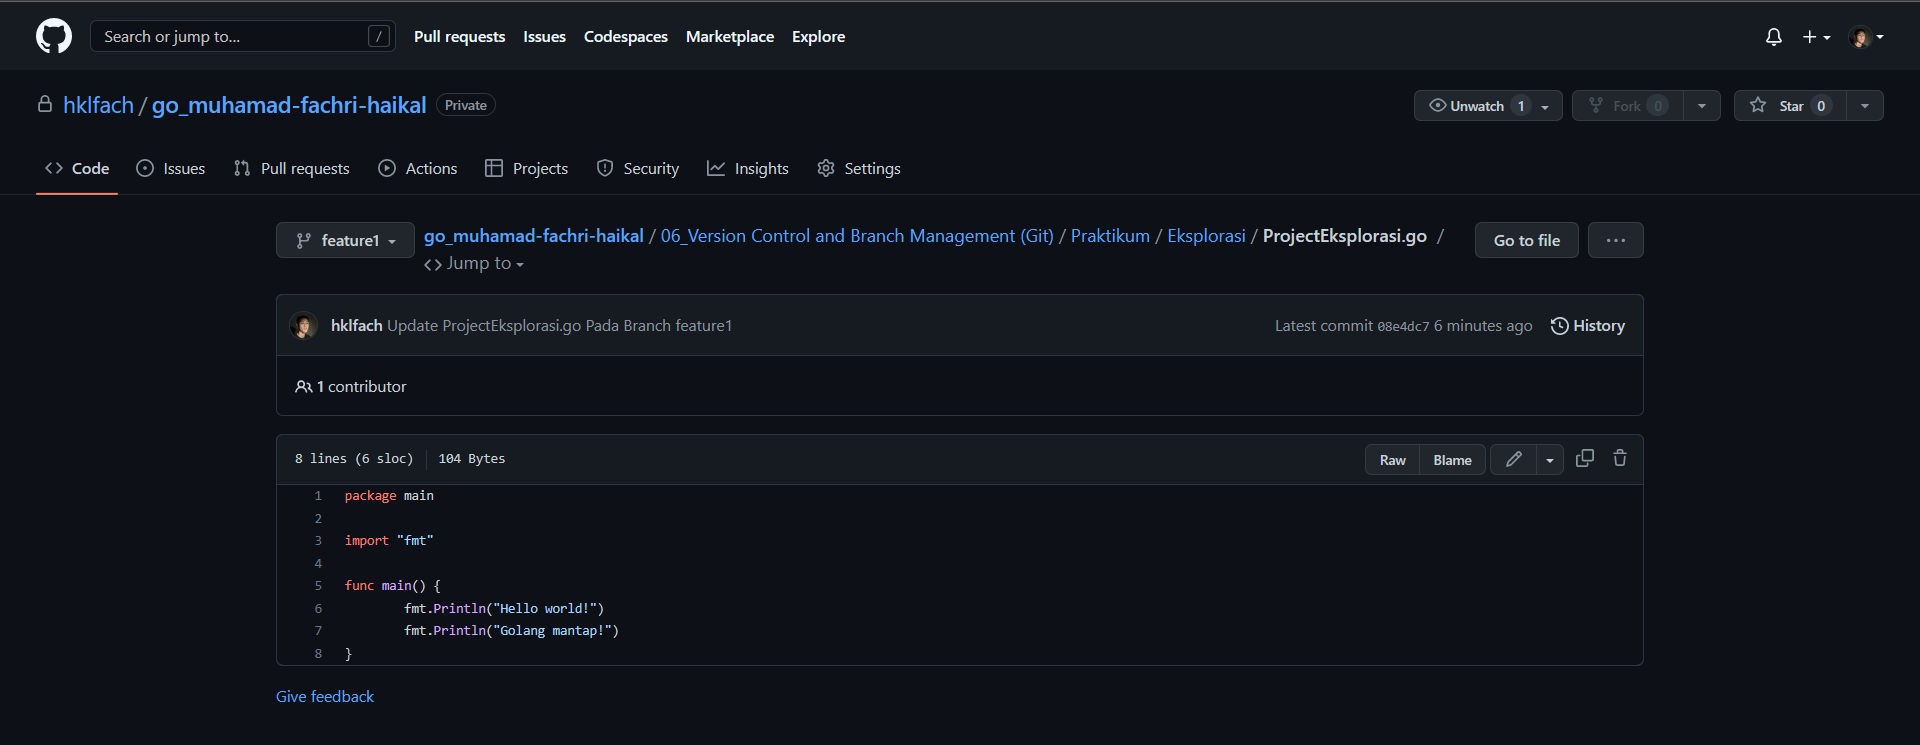 Search or jump to... / Pull requests Issues Codespaces Marketplace Explore
hklfach / go_muhamad-fachri-haikal Private Unwatch 1 Fork 0 Star 0
Code Issues Pull requests Actions Projects Security Insights Settings
feature1 go_muhamad-fachri-haikal / 06_Version Control and Branch Management (Git) / Praktikum / Eksplorasi / ProjectEksplorasi.go / Go to file ...
<> Jump to
hklfach Update ProjectEksplorasi.go Pada Branch feature1 Latest commit 08e4dc7 6 minutes ago History
1 contributor
8 lines (6 sloc) 104 Bytes Raw Blame
1 package main
2
3 import "fmt"
4
5 func main() {
6 fmt.Println("Hello world!")
7 fmt.Println("Golang mantap!")
8 }
Give feedback